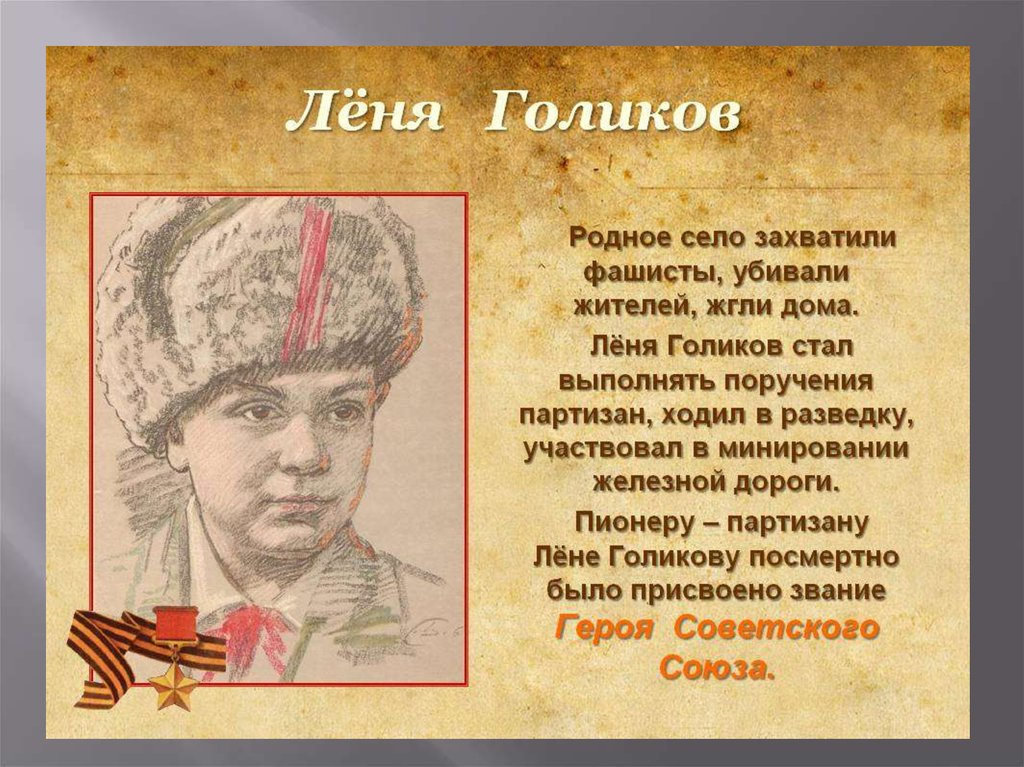 Лёня Голиков
Родное село захватили
фашисты, убивали
жителей, жгли дома.
Лёня Голиков стал
выполнять поручения
партизан, ходил в разведку,
участвовал в минировании
железной дороги.
Пионеру – партизану
Лёне Голикову посмертно
было присвоено звание
Героя Советского
Союза.